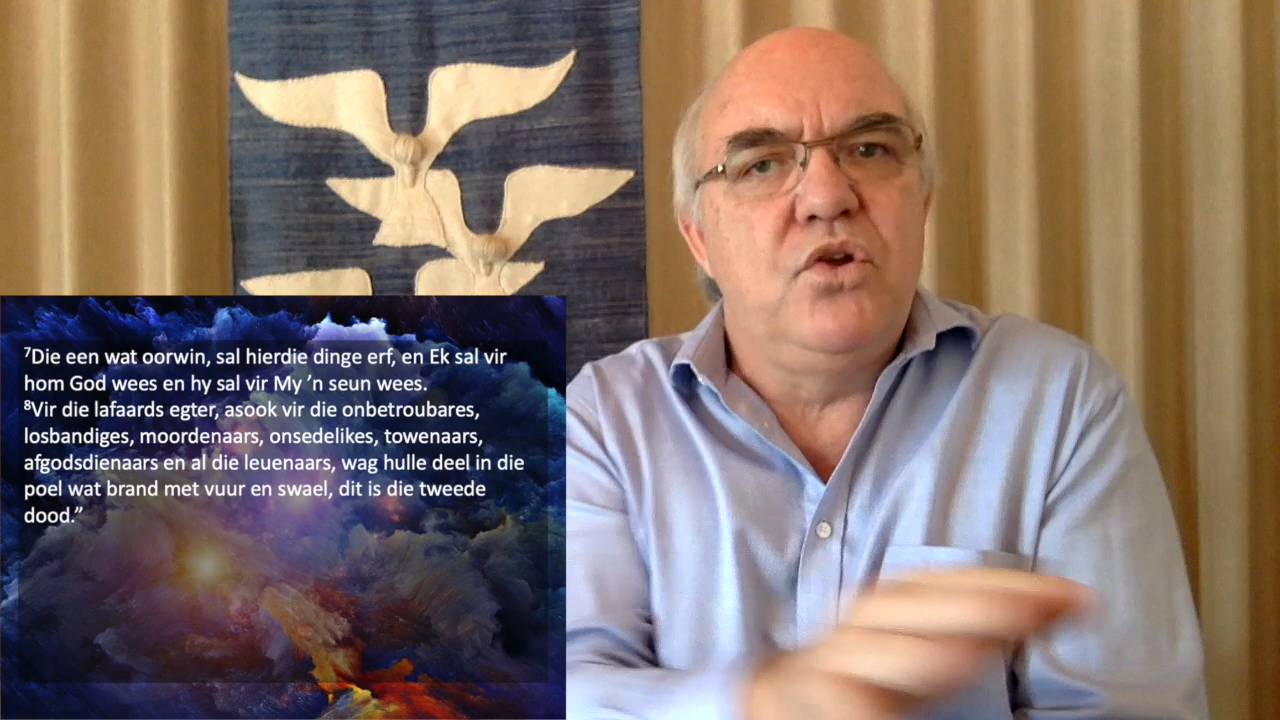 ⁷Die een wat oorwin, sal hierdie dinge erf, en Ek sal vir
hom God wees en hy sal vir My ’n seun wees.
⁸Vir die lafaards egter, asook vir die onbetroubares,
losbandiges, moordenaars, onsedelikes, towenaars,
afgodsdienaars en al die leuenaars, wag hulle deel in die
poel wat brand met vuur en swael, dit is die tweede
dood.”